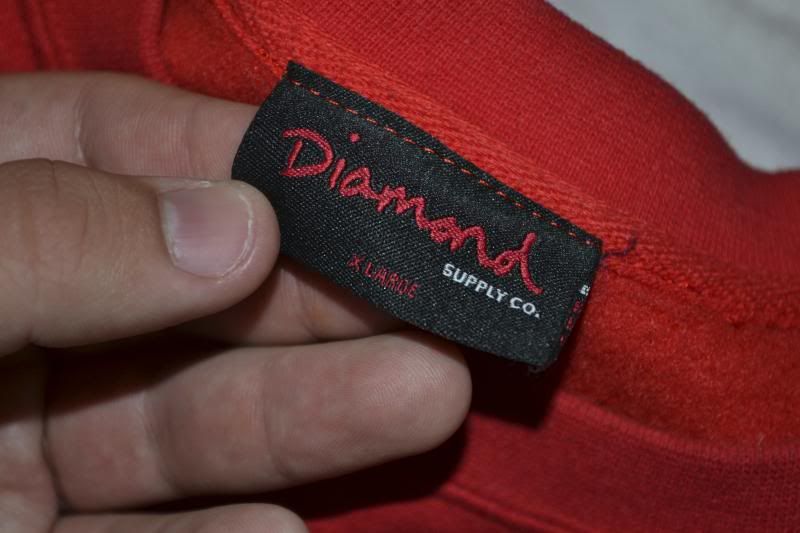 Diamond
SUPPLY CO.
X-LARGE